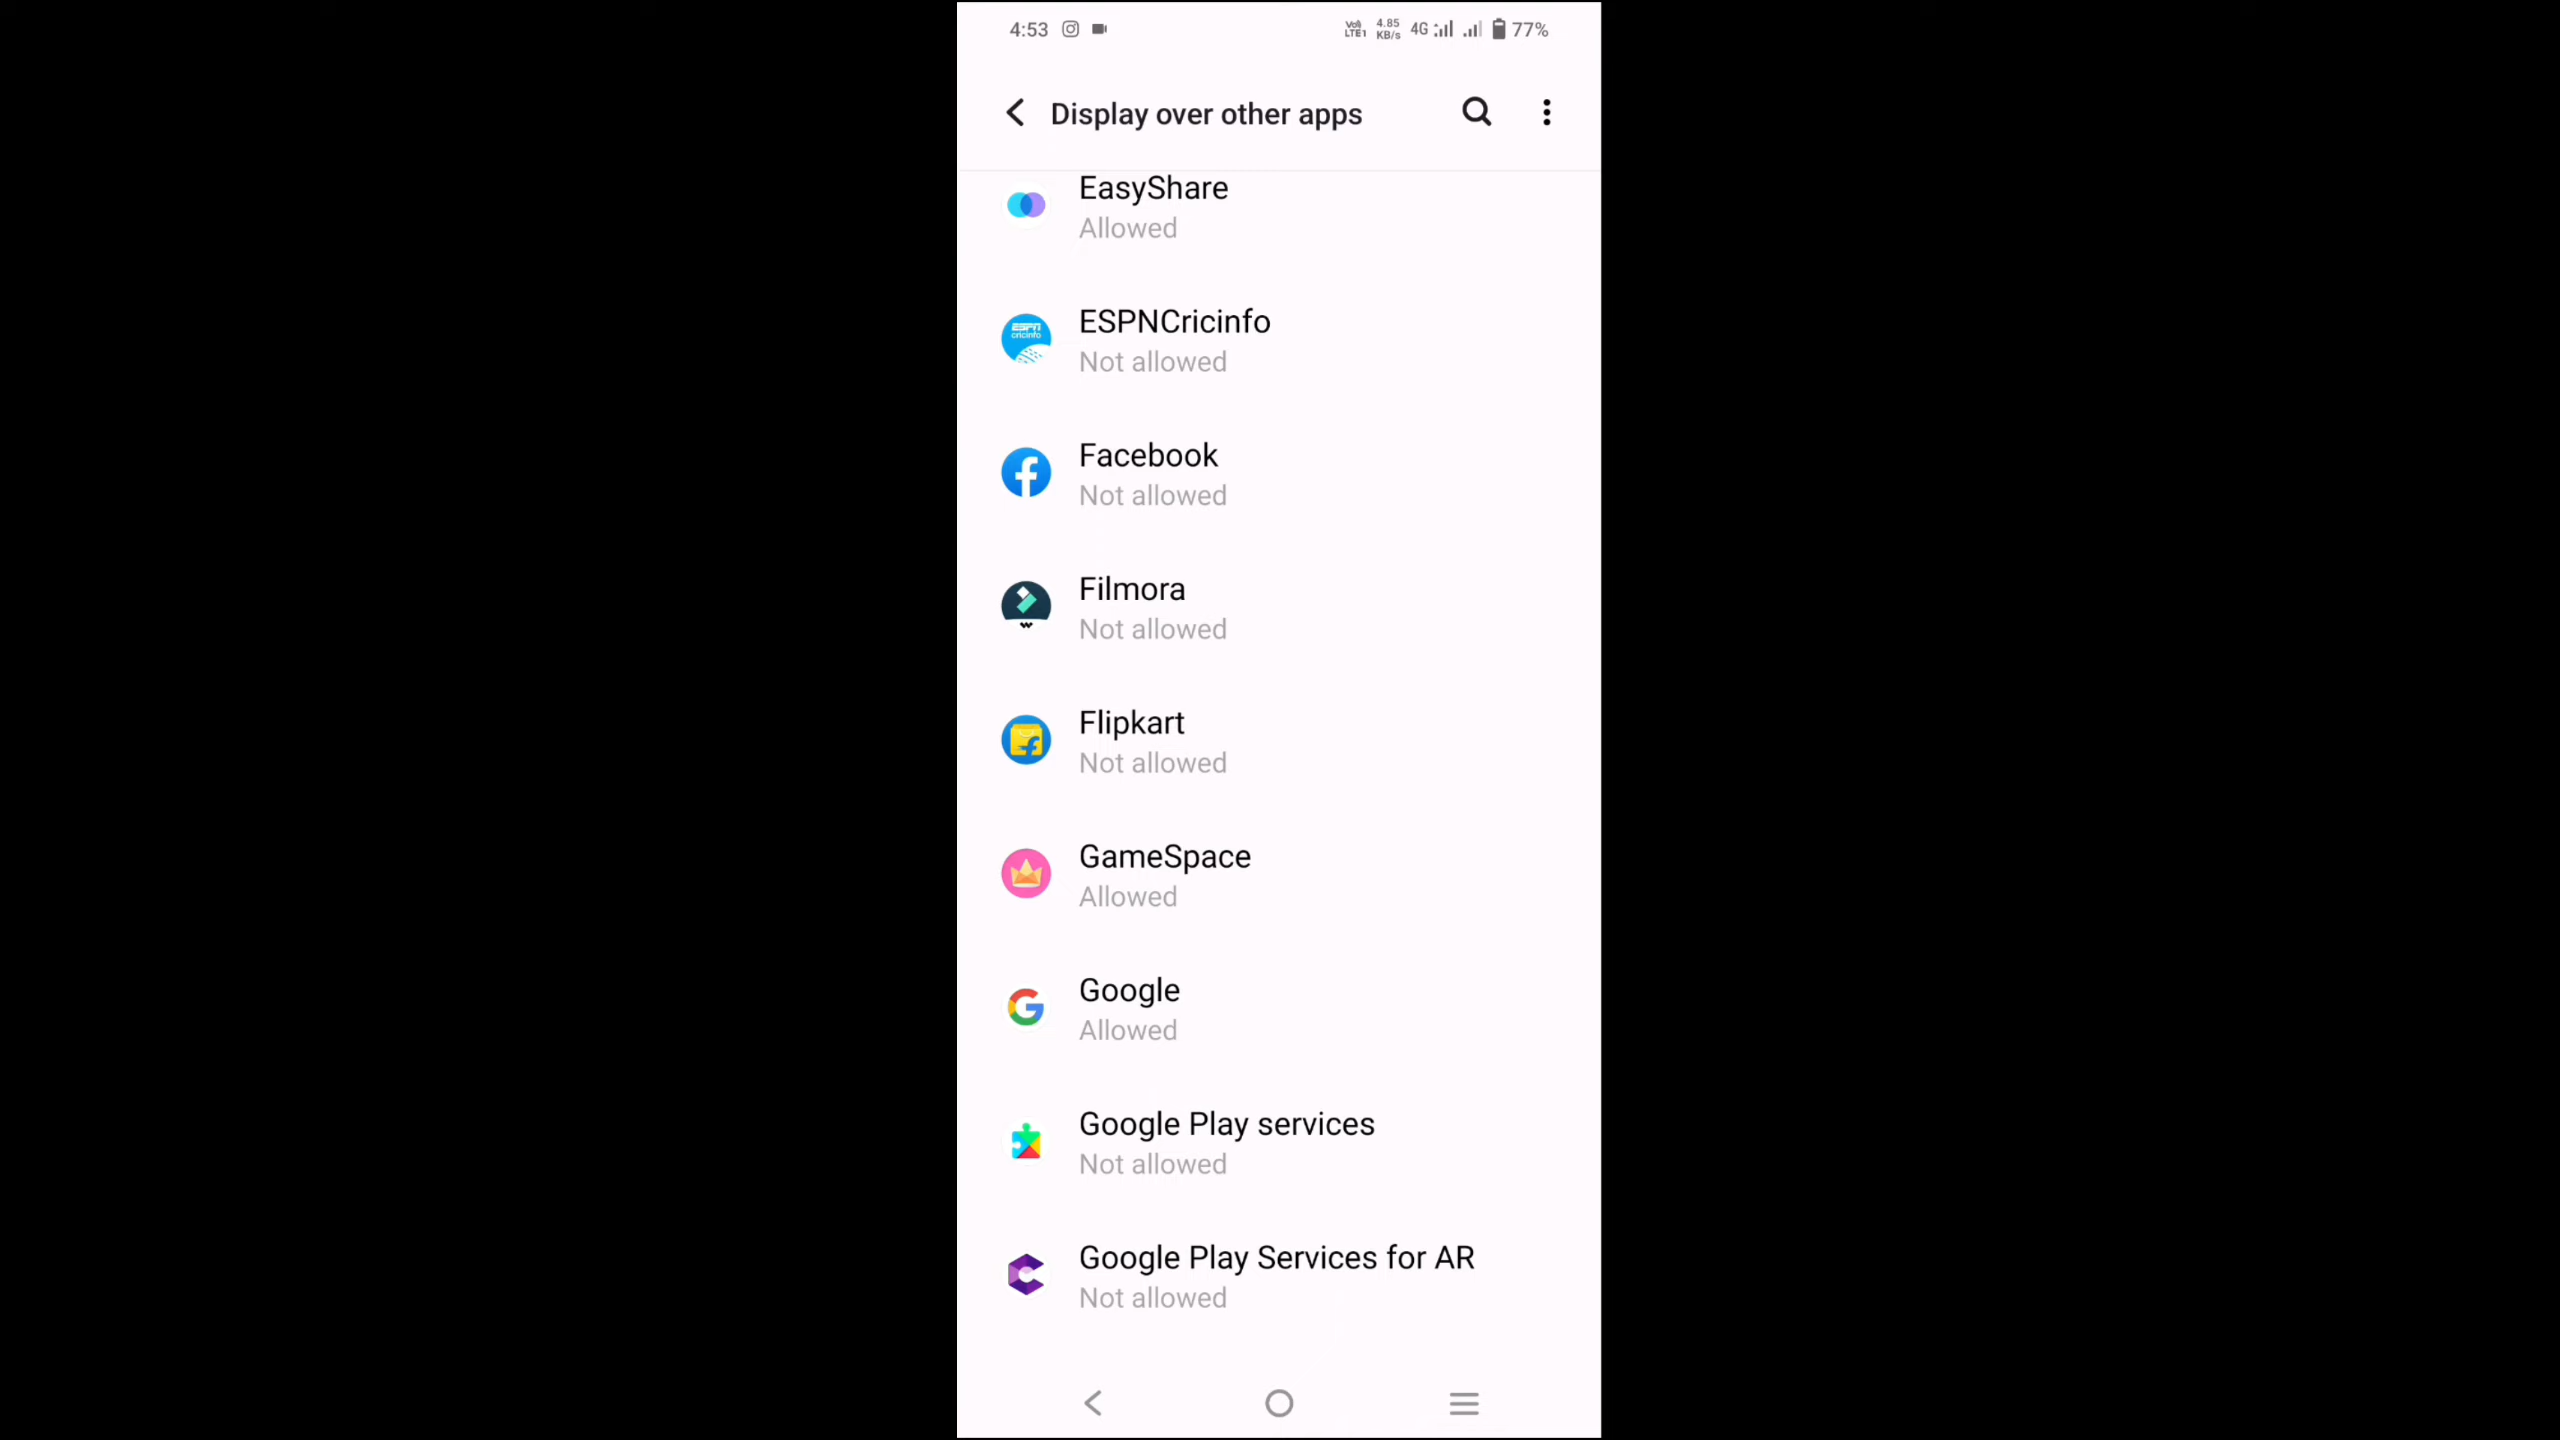 4:53 Vo) LTE1 4.85 KB/s 4G 77%
Display over other apps
EasyShare
Allowed
ESPNCricinfo
Not allowed
Facebook
Not allowed
Filmora
Not allowed
Flipkart
Not allowed
GameSpace
Allowed
Google
Allowed
Google Play services
Not allowed
Google Play Services for AR
Not allowed